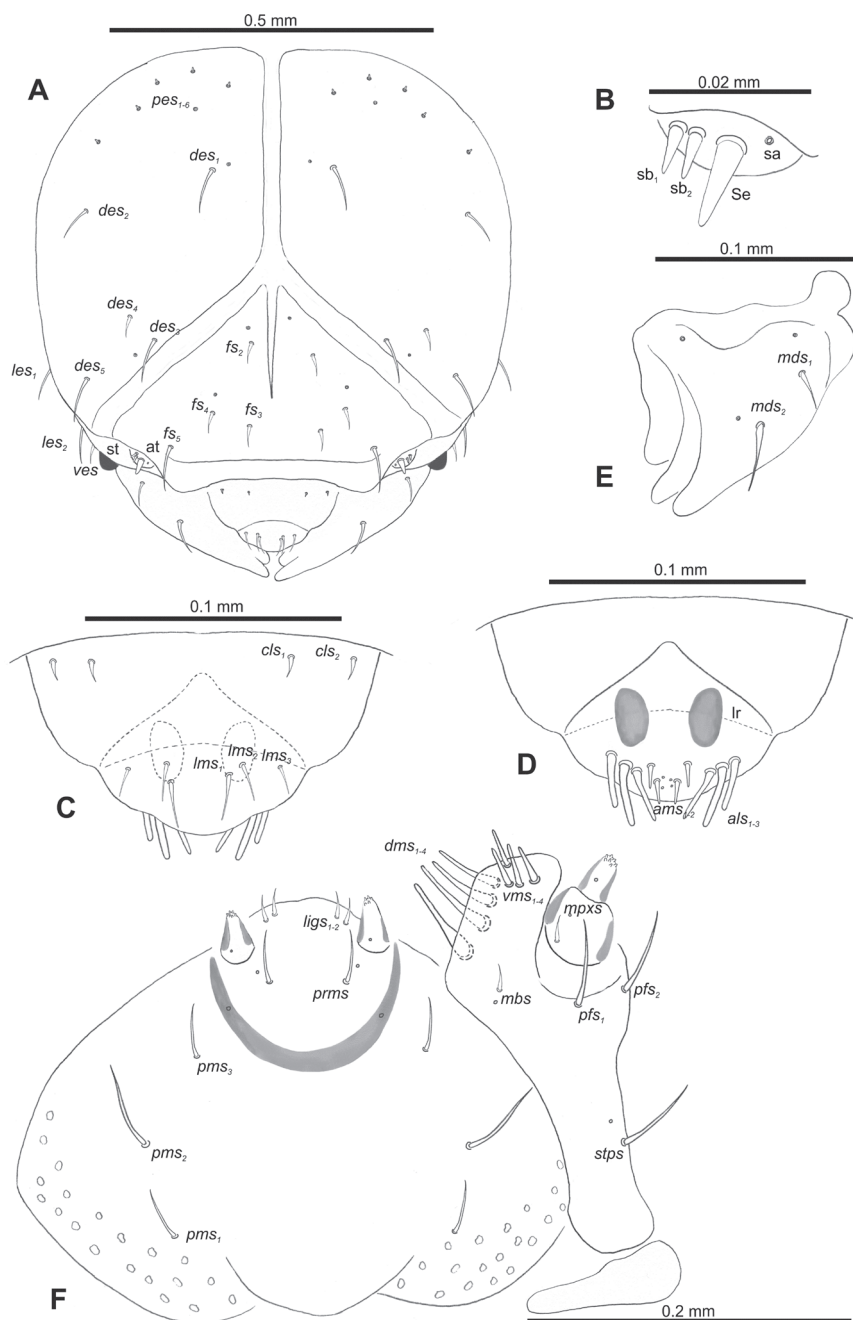 0.5 mm
A
pes₁₋₆
des₁
des₂
des₄
des₃
fs₂
les₁
des₅
fs₄
fs₃
fs₅
les₂
st
at
ves
0.02 mm
B
sb₁
sb₂
Se
sa
0.1 mm
mds₁
mds₂
E
0.1 mm
cls₁
cls₂
lms₁
lms₂
lms₃
C
0.1 mm
lr
D
ams₁₋₂
als₁₋₃
dms₁₋₄
vms₁₋₄
mpxs
ligs₁₋₂
prms
mbs
pfs₁
pfs₂
pms₃
pms₂
stps
pms₁
F
0.2 mm